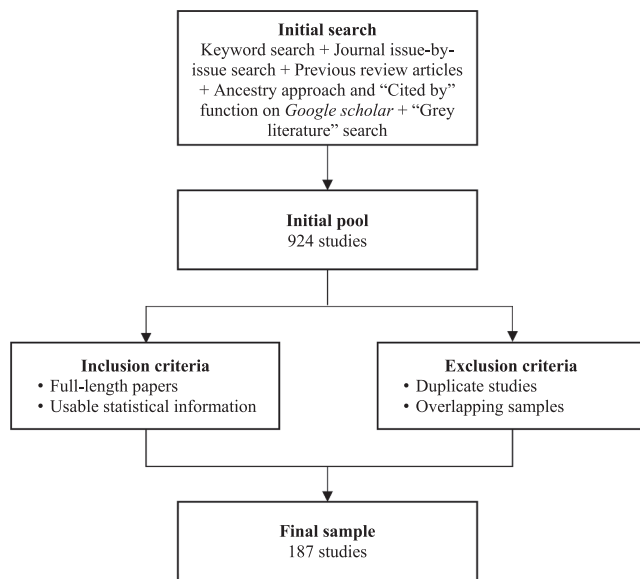 Initial search
Keyword search + Journal issue-by-
issue search + Previous review articles
+ Ancestry approach and “Cited by”
function on Google scholar + “Grey
literature” search
Initial pool
924 studies
Inclusion criteria
• Full-length papers
• Usable statistical information
Exclusion criteria
• Duplicate studies
• Overlapping samples
Final sample
187 studies